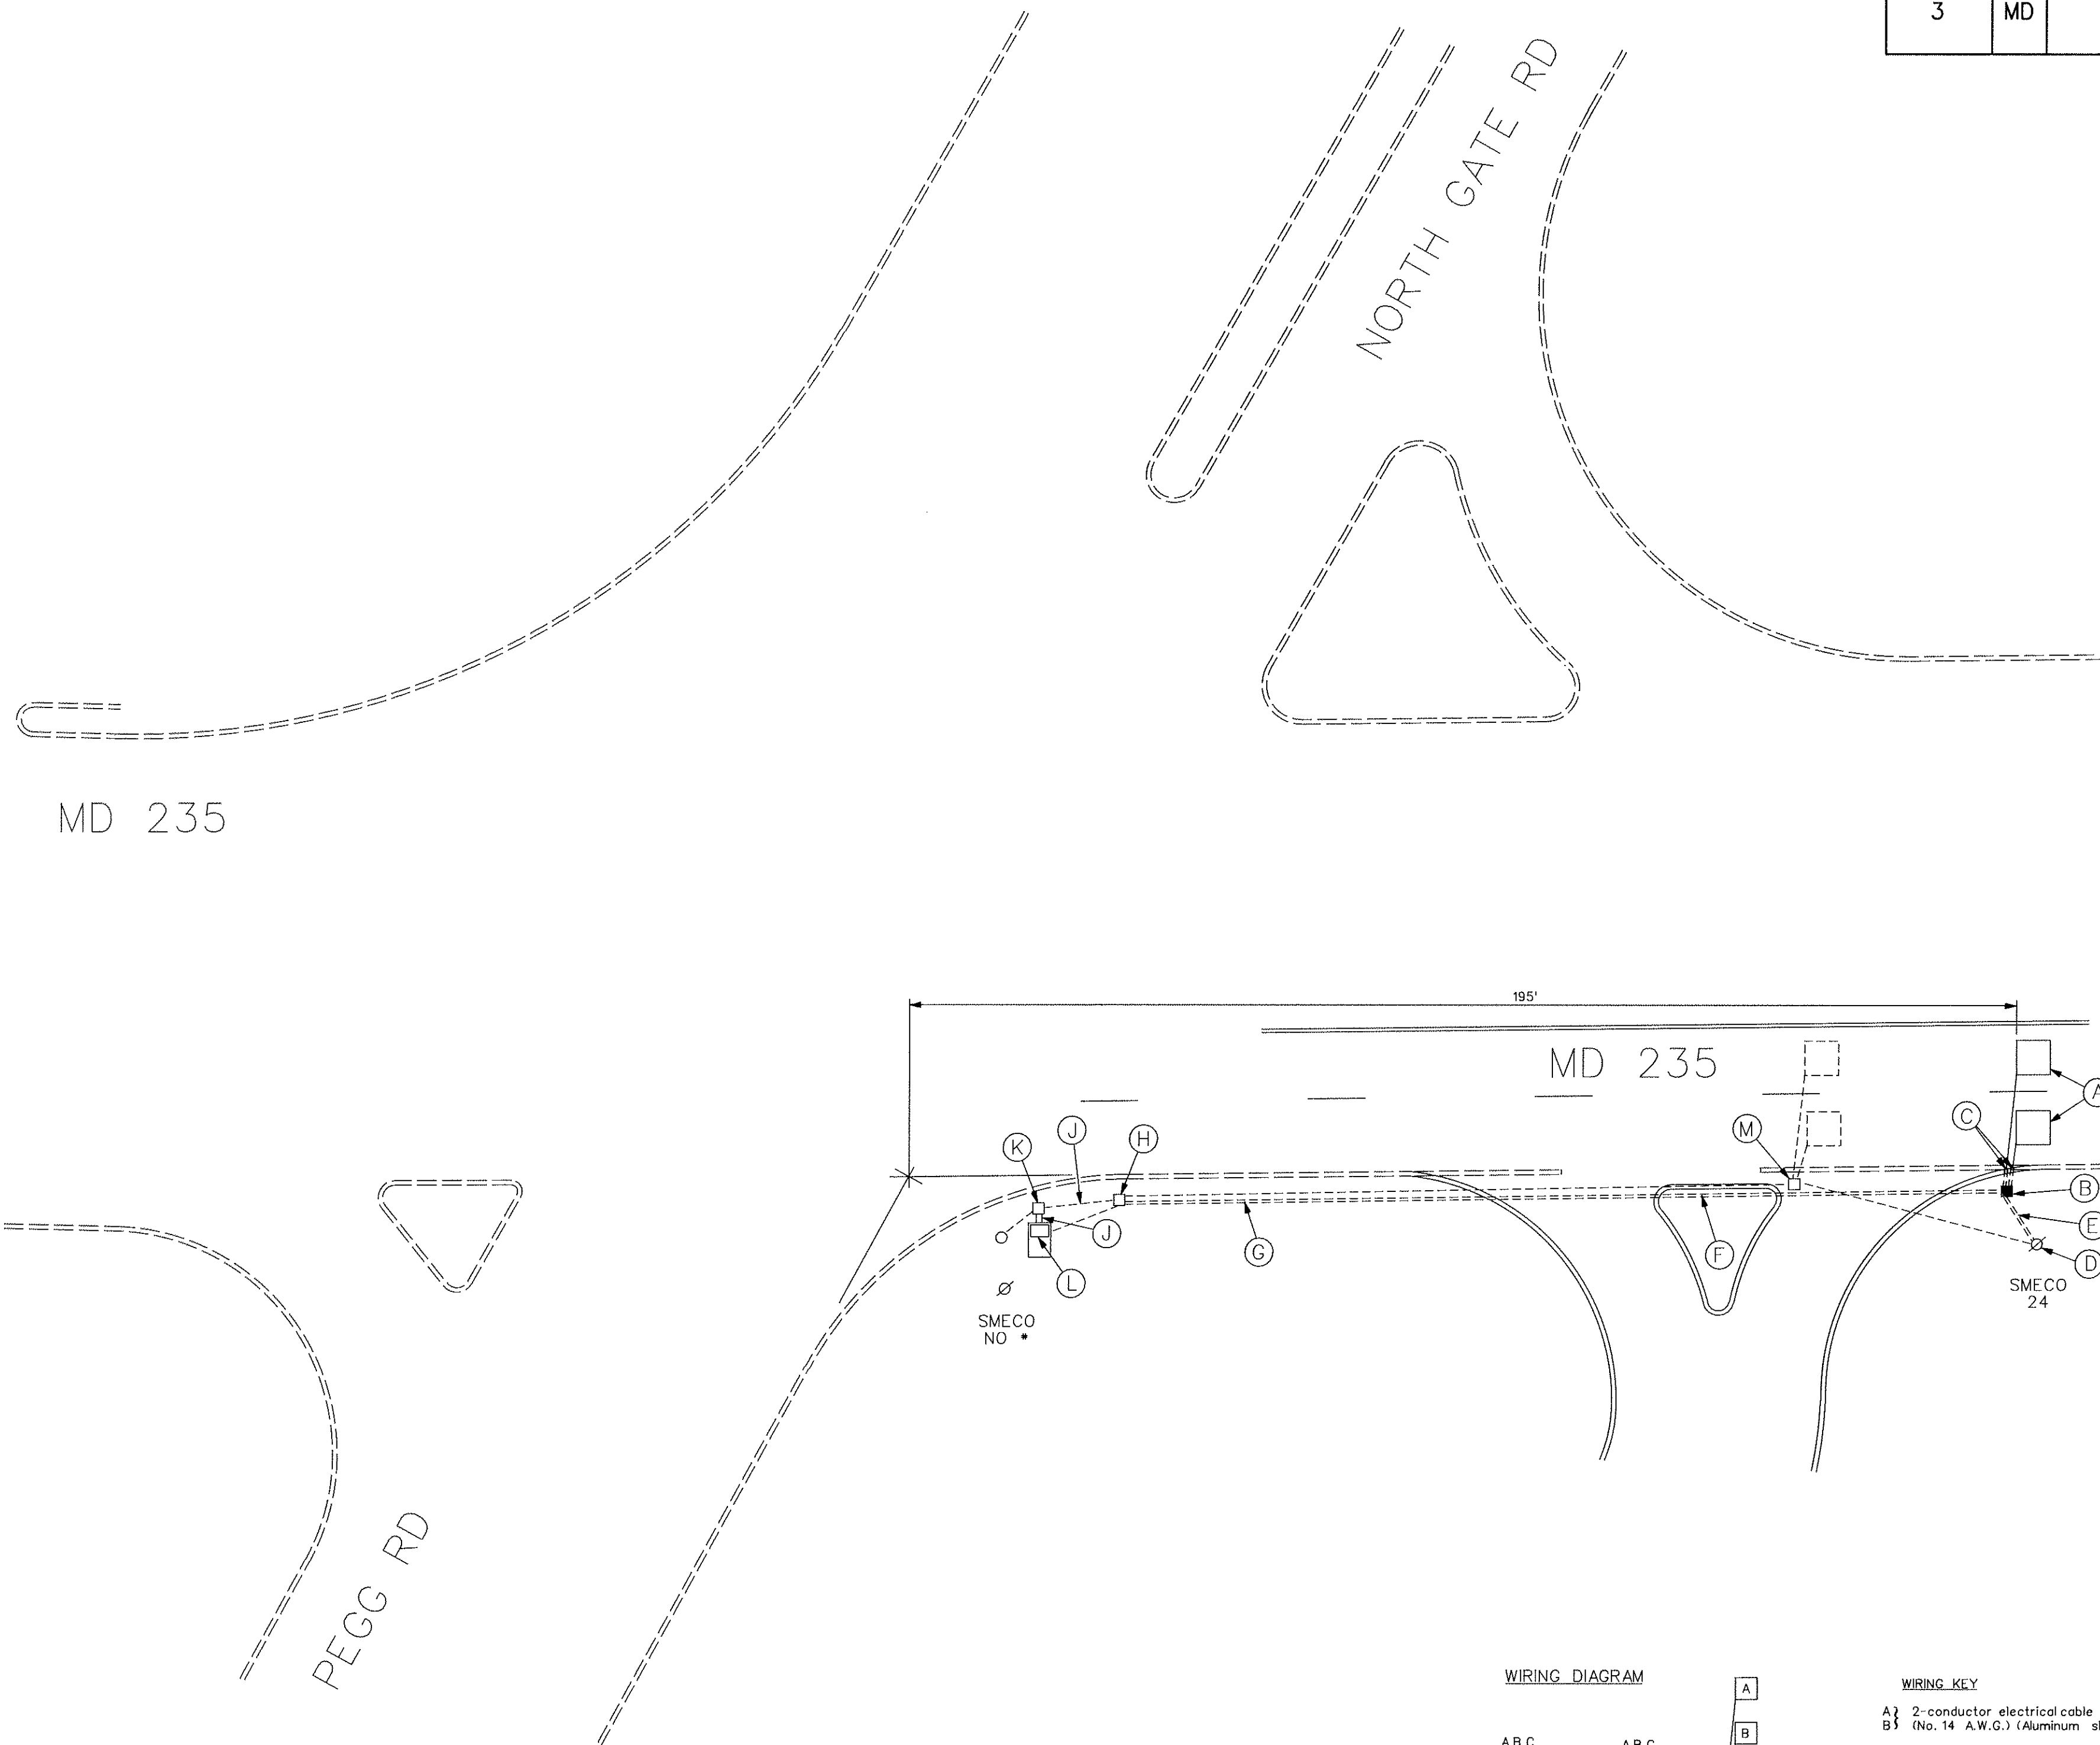 3 MD
NORTH GATE RD
MD 235
195'
MD 235
A
C
M
H
J
K
B
E
F
G
J
D
L
SMECO
24
SMECO
NO *
PEGG RD
WIRING DIAGRAM
A
B
A B C
A B C
WIRING KEY
A} 2-conductor electrical cable
B} (No. 14 A.W.G.) (Aluminum